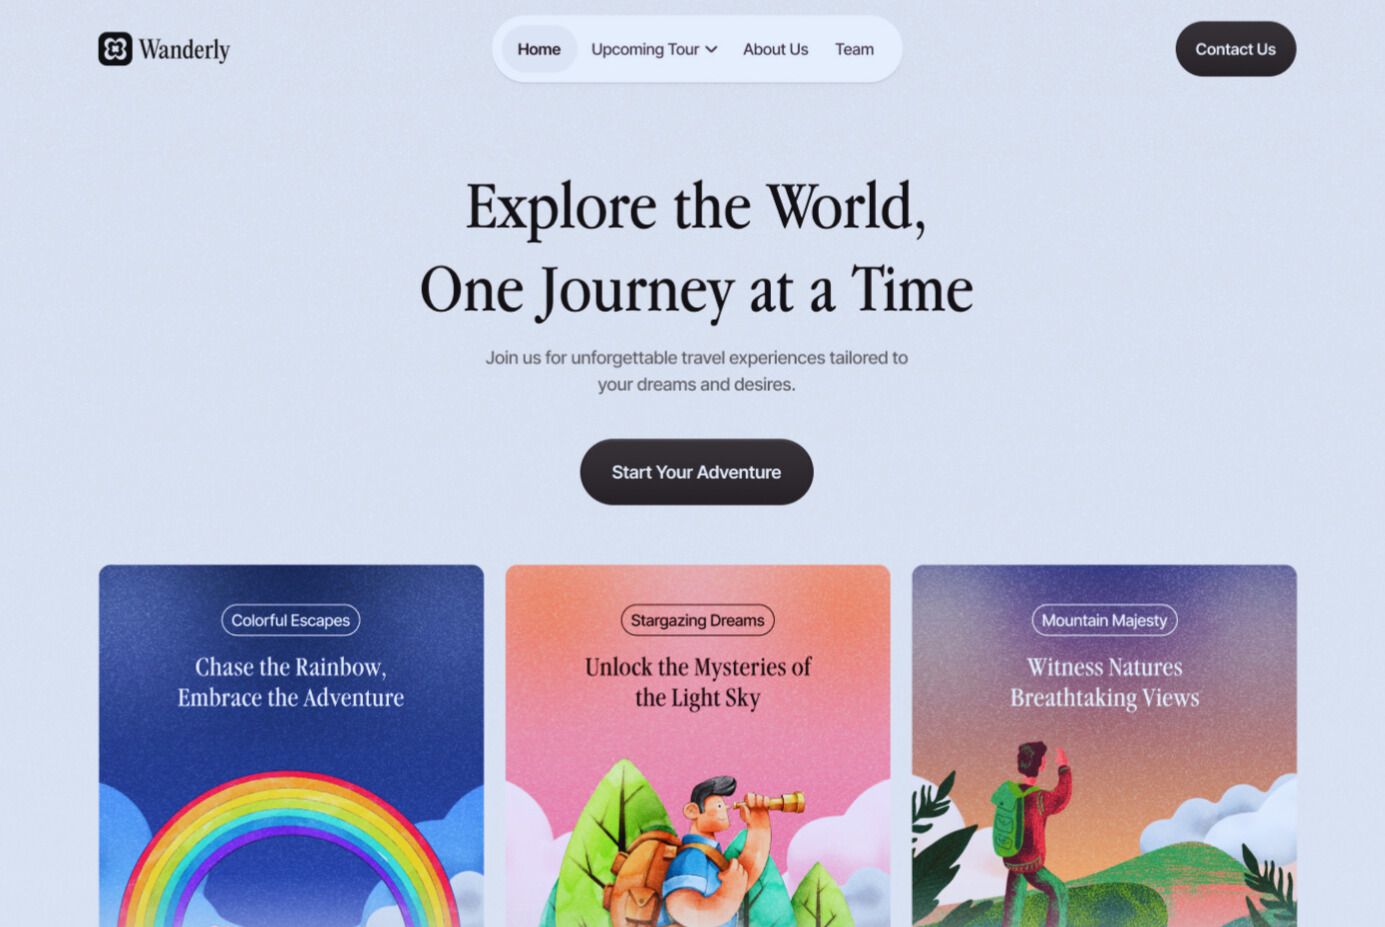 Wanderly
Home
Upcoming Tour
About Us
Team
Contact Us
Explore the World,
One Journey at a Time
Join us for unforgettable travel experiences tailored to
your dreams and desires.
Start Your Adventure
Colorful Escapes
Chase the Rainbow,
Embrace the Adventure
Stargazing Dreams
Unlock the Mysteries of
the Light Sky
Mountain Majesty
Witness Natures
Breathtaking Views